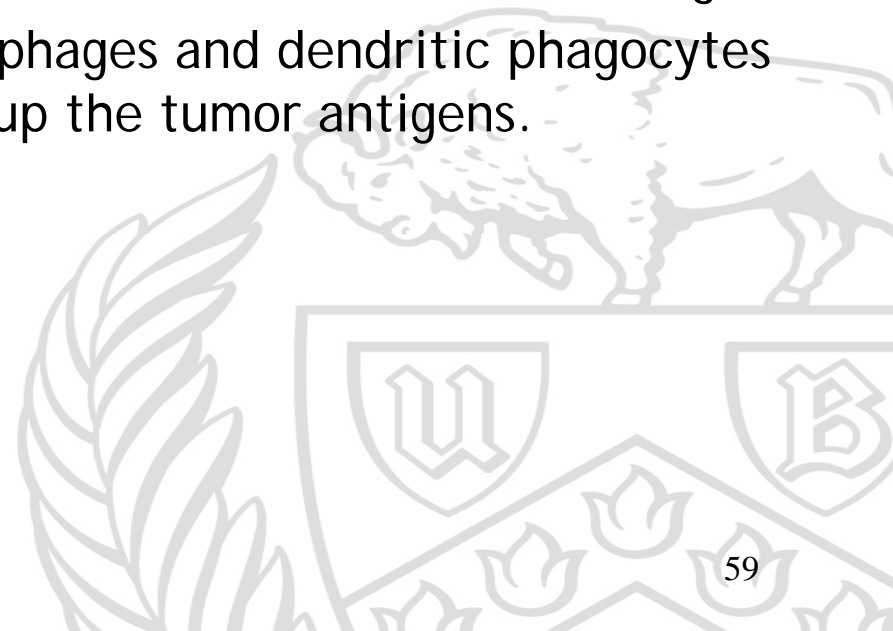 phages and dendritic phagocytes
up the tumor antigens.
U B
59